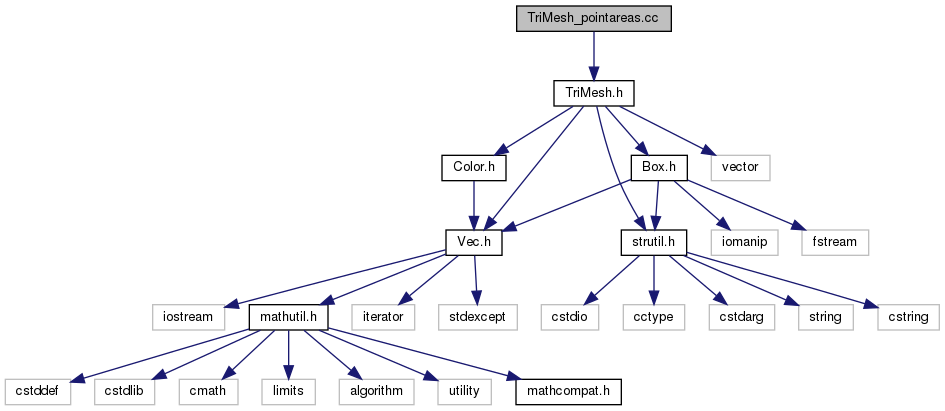 TriMesh_pointareas.cc
TriMesh.h
Color.h
Box.h
vector
Vec.h
strutil.h
iomanip
fstream
iostream
mathutil.h
iterator
stdexcept
cstdio
cctype
cstdarg
string
cstring
cstddef
cstdlib
cmath
limits
algorithm
utility
mathcompat.h